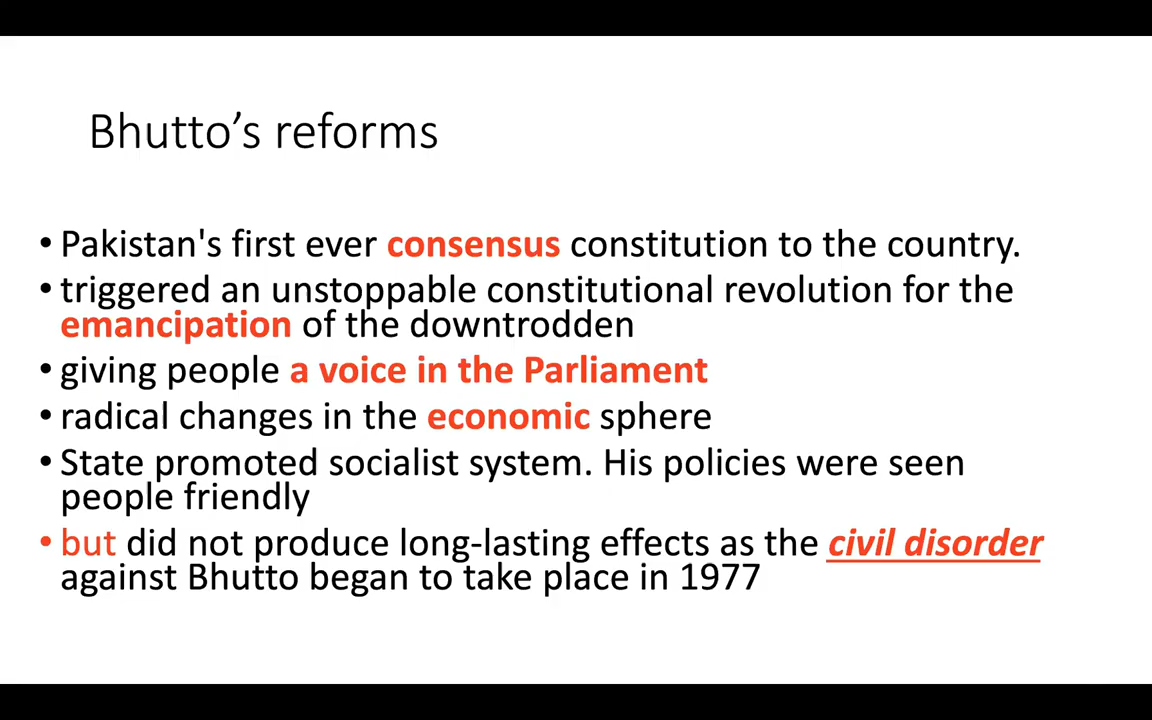 Bhutto’s reforms
• Pakistan's first ever consensus constitution to the country.
• triggered an unstoppable constitutional revolution for the
emancipation of the downtrodden
• giving people a voice in the Parliament
• radical changes in the economic sphere
• State promoted socialist system. His policies were seen
people friendly
• but did not produce long-lasting effects as the civil disorder
against Bhutto began to take place in 1977